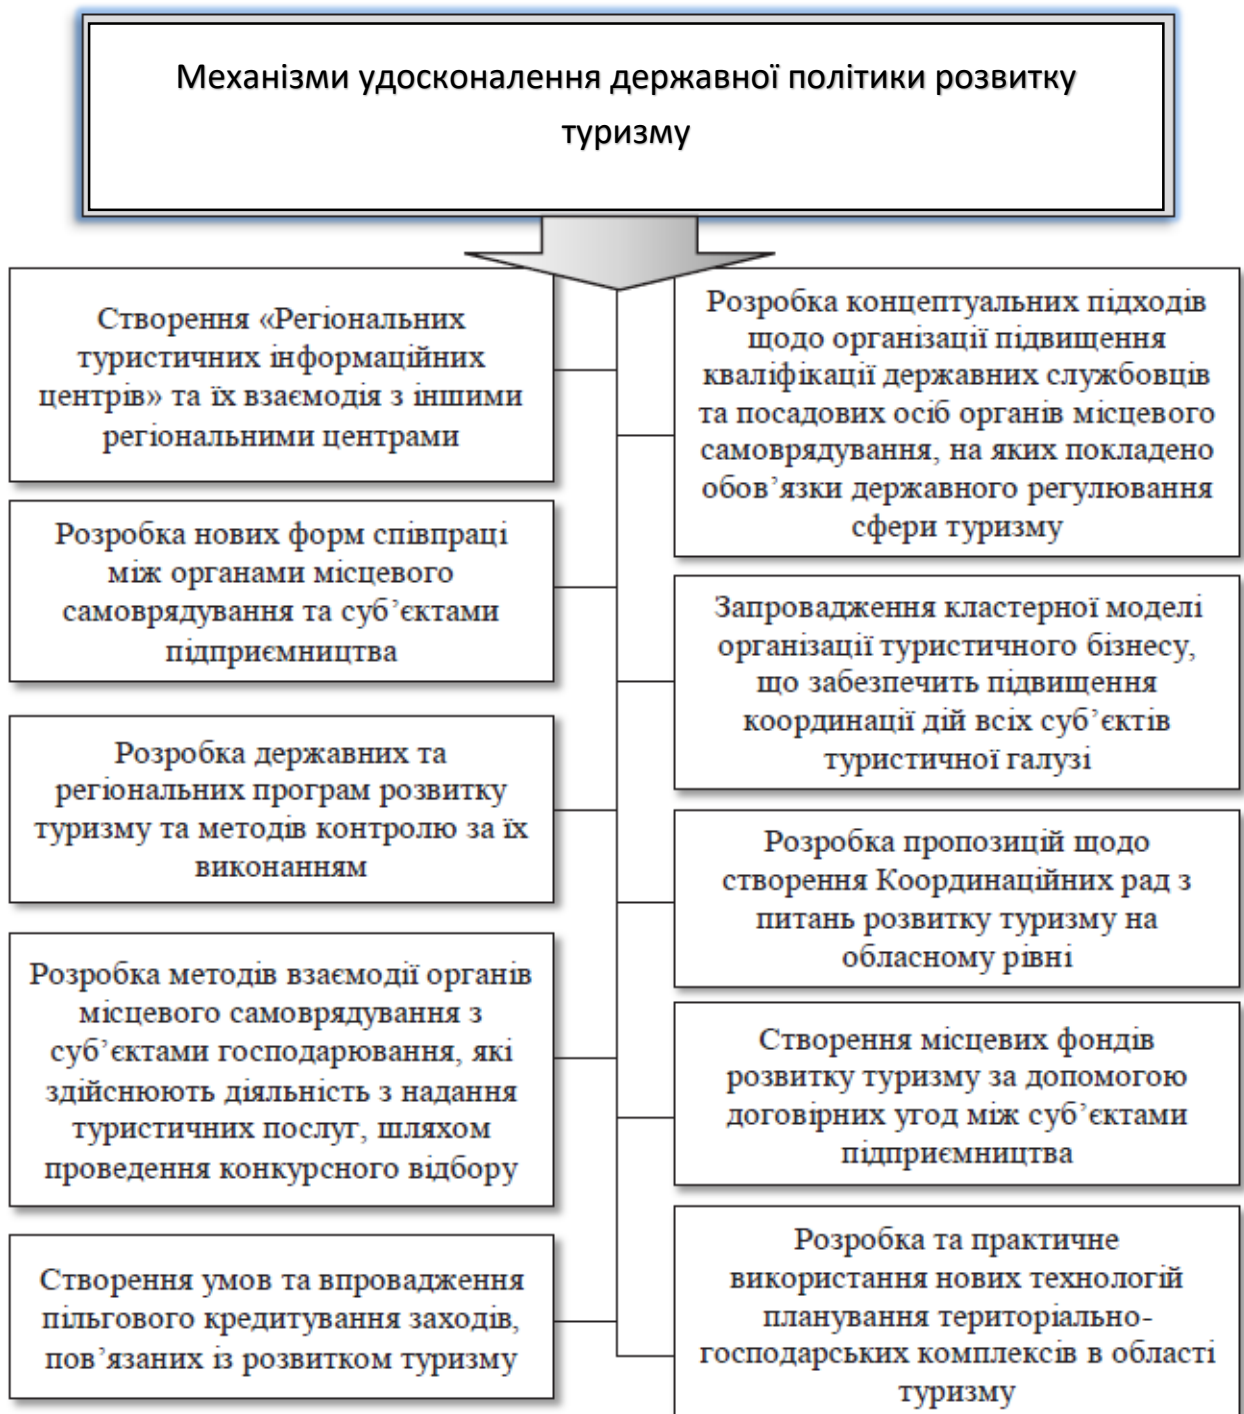 Механізми удосконалення державної політики розвитку
туризму
Створення «Регіональних
туристичних інформаційних
центрів» та їх взаємодія з іншими
регіональними центрами
Розробка нових форм співпраці
між органами місцевого
самоврядування та суб’єктами
підприємництва
Розробка державних та
регіональних програм розвитку
туризму та методів контролю за їх
виконанням
Розробка методів взаємодії органів
місцевого самоврядування з
суб’єктами господарювання, які
здійснюють діяльність з надання
туристичних послуг, шляхом
проведення конкурсного відбору
Створення умов та впровадження
пільгового кредитування заходів,
пов’язаних із розвитком туризму
Розробка концептуальних підходів
щодо організації підвищення
кваліфікації державних службовців
та посадових осіб органів місцевого
самоврядування, на яких покладено
обов’язки державного регулювання
сфери туризму
Запровадження кластерної моделі
організації туристичного бізнесу,
що забезпечить підвищення
координації дій всіх суб’єктів
туристичної галузі
Розробка пропозицій щодо
створення Координаційних рад з
питань розвитку туризму на
обласному рівні
Створення місцевих фондів
розвитку туризму за допомогою
договірних угод між суб’єктами
підприємництва
Розробка та практичне
використання нових технологій
планування територіально-
господарських комплексів в області
туризму